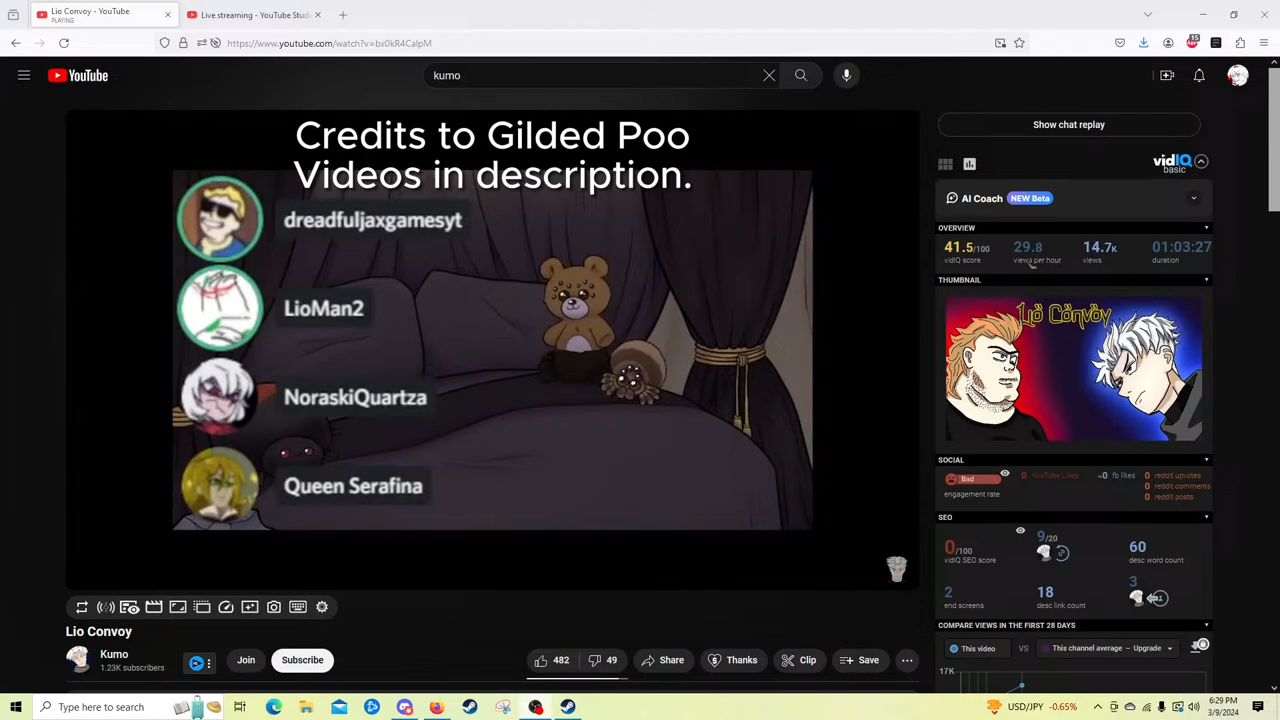 Lio Convoy - YouTube
PLAYING
Live streaming - YouTube Studio
https://www.youtube.com/watch?v=bx0kR4CaIpM
15
YouTube
kumo
Credits to Gilded Poo
Videos in description.
dreadfuljaxgamesyt
LioMan2
NoraskiQuartza
Queen Serafina
Lio Convoy
Kumo
1.23K subscribers
Join
Subscribe
482
49
Share
Thanks
Clip
Save
Show chat replay
vidIQ
basic
AI Coach NEW Beta
OVERVIEW
41.5/100
vidIQ score
29.8
views per hour
14.7K
views
01:03:27
duration
THUMBNAIL
Lio Convoy
SOCIAL
Bad
engagement rate
0 YouTube Likes
≈0 fb likes
0 reddit upvotes
0 reddit comments
0 reddit posts
SEO
0/100
vidIQ SEO score
9/20
60
desc word count
2
end screens
18
desc link count
3
COMPARE VIEWS IN THE FIRST 28 DAYS
This video
VS
This channel average – Upgrade
17K
Type here to search
USD/JPY -0.65%
6:29 PM
3/9/2024